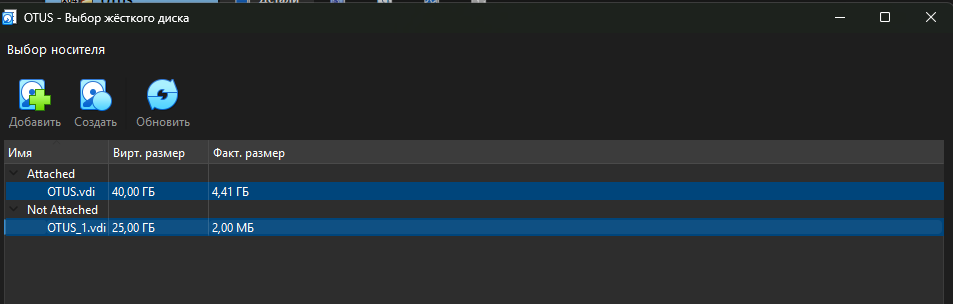 OTUS - Выбор жёсткого диска
Выбор носителя
Добавить Создать Обновить
Имя Вирт. размер Факт. размер
Attached
OTUS.vdi 40,00 ГБ 4,41 ГБ
Not Attached
OTUS_1.vdi 25,00 ГБ 2,00 МБ